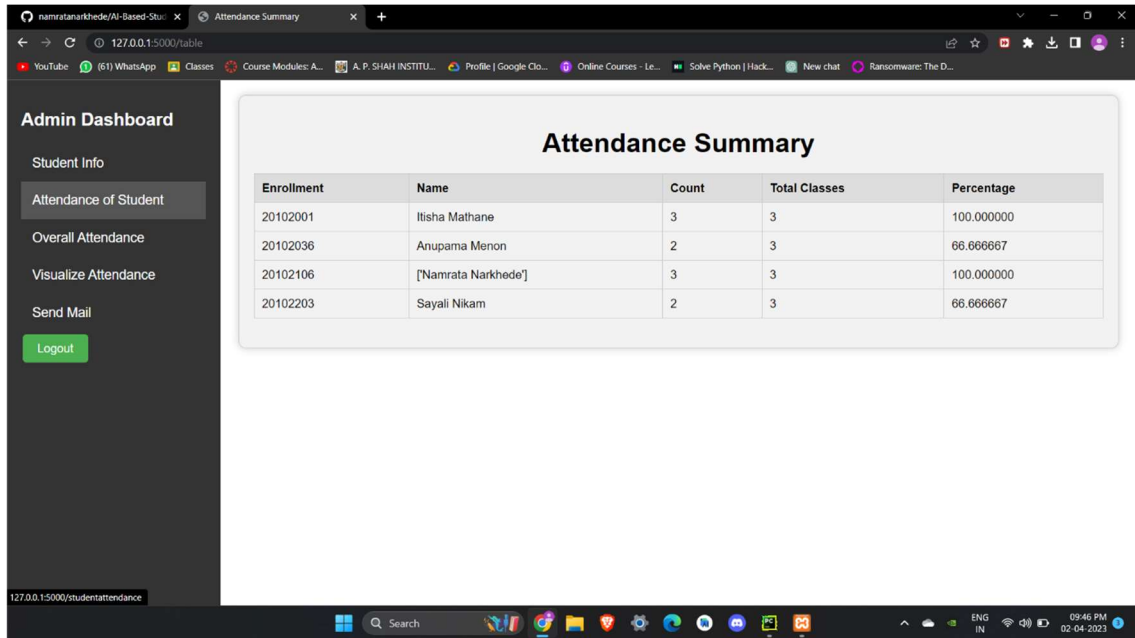 namratanarkhede/AI-Based-Stud
Attendance Summary
127.0.0.1:5000/table
YouTube (61) WhatsApp Classes Course Modules: A... A. P. SHAH INSTITU... Profile | Google Clo... Online Courses - Le... Solve Python | Hack... New chat Ransomware: The D...
Admin Dashboard
Student Info
Attendance of Student
Overall Attendance
Visualize Attendance
Send Mail
Logout
Attendance Summary
Enrollment Name Count Total Classes Percentage
20102001 Itisha Mathane 3 3 100.000000
20102036 Anupama Menon 2 3 66.666667
20102106 ['Namrata Narkhede'] 3 3 100.000000
20102203 Sayali Nikam 2 3 66.666667
127.0.0.1:5000/studentattendance
Search
ENG
IN
09:46 PM
02-04-2023